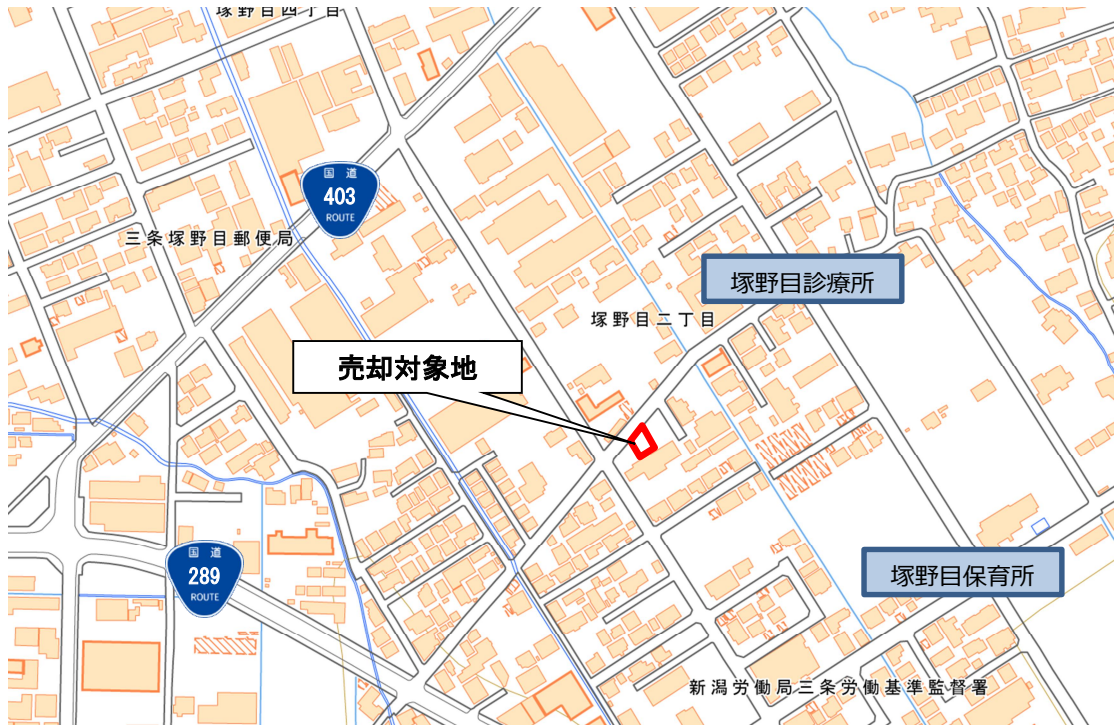 塚野目四丁目
国道
403
ROUTE
三条塚野目郵便局
塚野目診療所
塚野目二丁目
売却対象地
国道
289
ROUTE
塚野目保育所
新潟労働局三条労働基準監督署